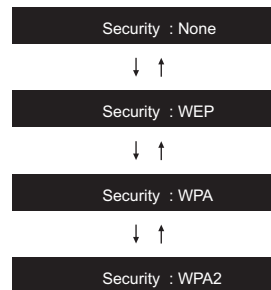 Security : None
↓ ↑
Security : WEP
↓ ↑
Security : WPA
↓ ↑
Security : WPA2